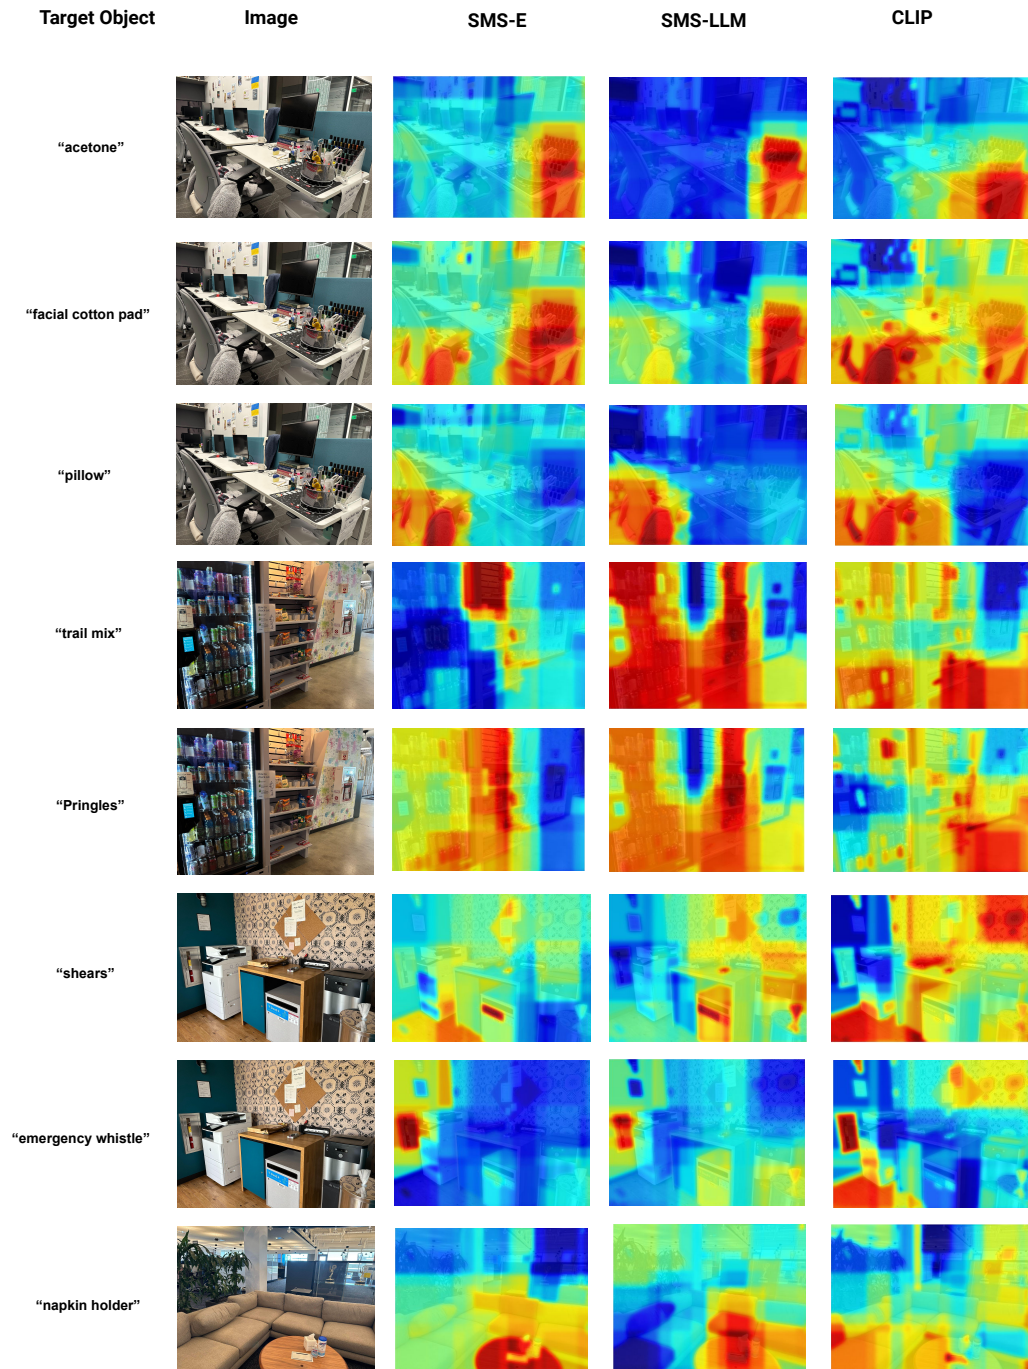 Target Object Image SMS-E SMS-LLM CLIP
“acetone”
“facial cotton pad”
“pillow”
“trail mix”
“Pringles”
“shears”
“emergency whistle”
“napkin holder”